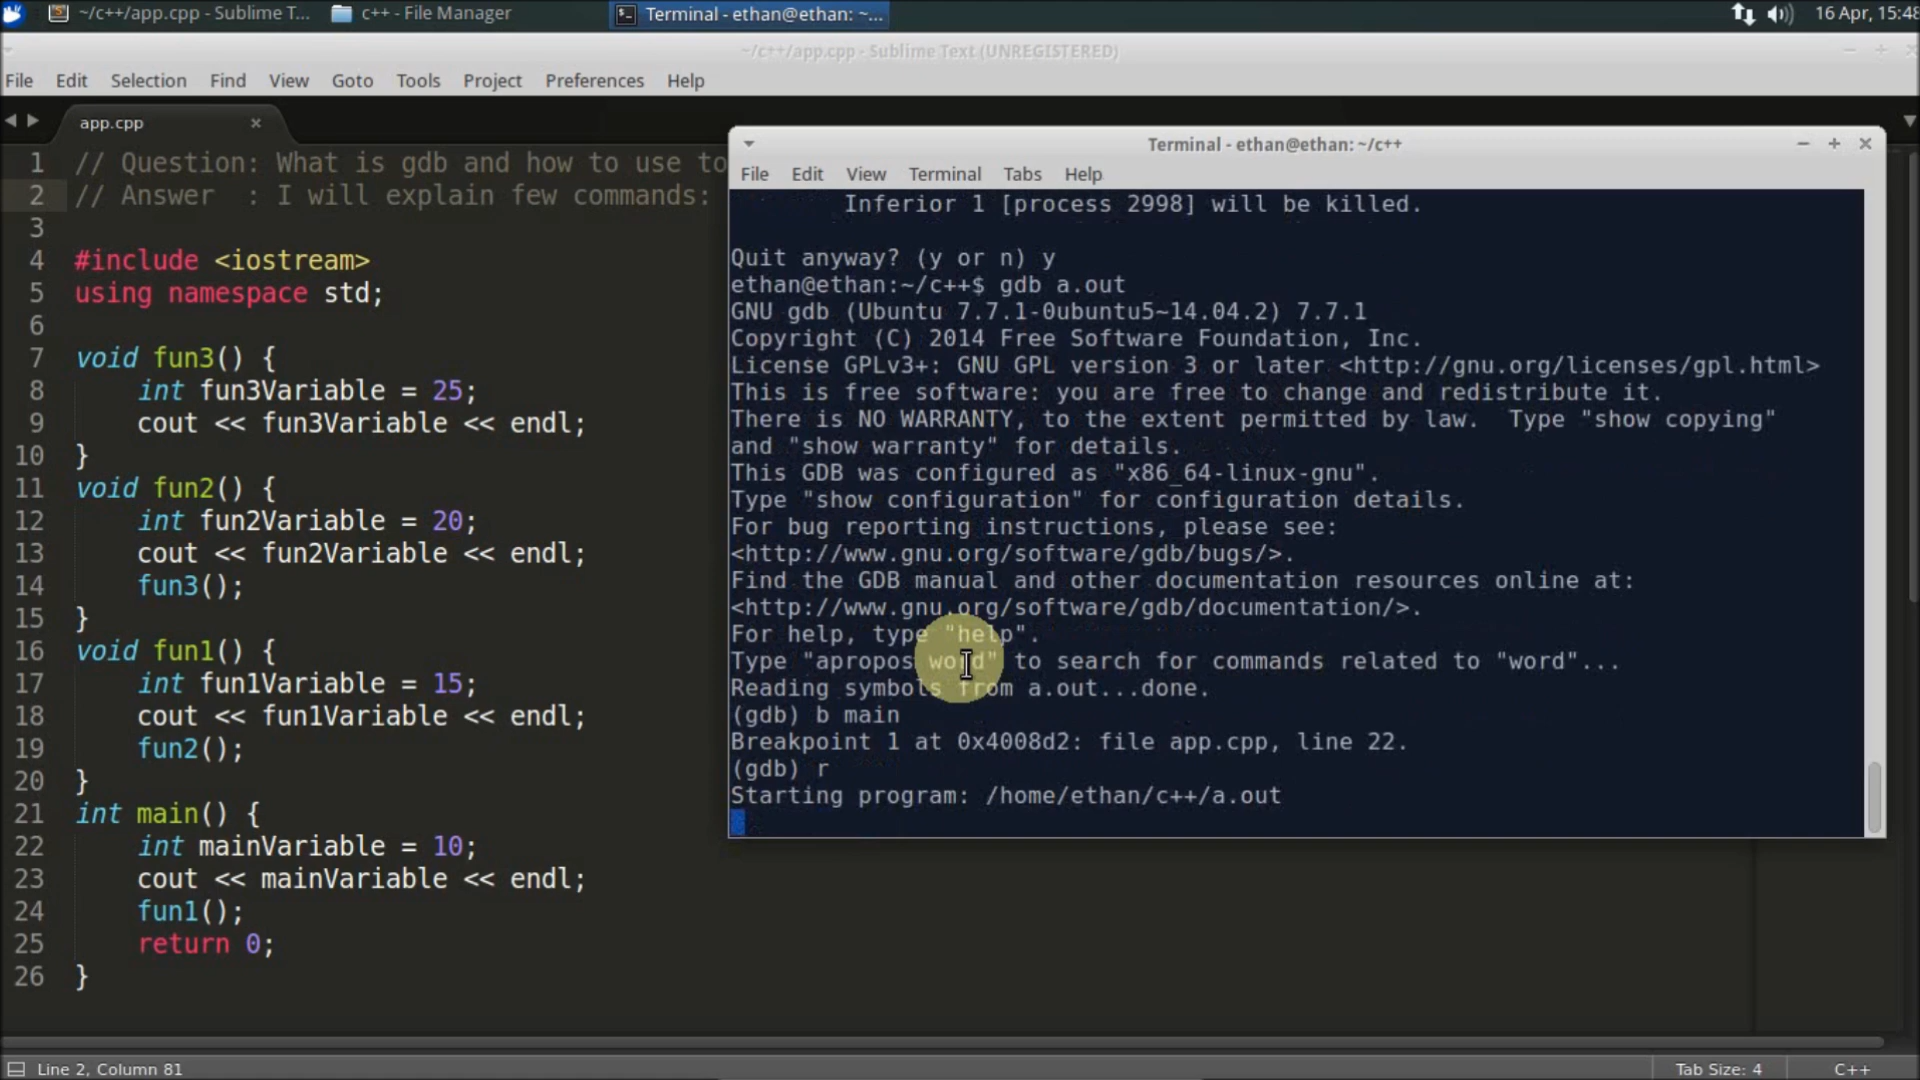 ~/c++/app.cpp - Sublime T...
c++ - File Manager
Terminal - ethan@ethan: ~...
16 Apr, 15:48
~/c++/app.cpp - Sublime Text (UNREGISTERED)
File Edit Selection Find View Goto Tools Project Preferences Help
app.cpp
1 // Question: What is gdb and how to use to
2 // Answer  : I will explain few commands:
3
4 #include <iostream>
5 using namespace std;
6
7 void fun3() {
8     int fun3Variable = 25;
9     cout << fun3Variable << endl;
10 }
11 void fun2() {
12     int fun2Variable = 20;
13     cout << fun2Variable << endl;
14     fun3();
15 }
16 void fun1() {
17     int fun1Variable = 15;
18     cout << fun1Variable << endl;
19     fun2();
20 }
21 int main() {
22     int mainVariable = 10;
23     cout << mainVariable << endl;
24     fun1();
25     return 0;
26 }
Terminal - ethan@ethan: ~/c++
File Edit View Terminal Tabs Help
Inferior 1 [process 2998] will be killed.
Quit anyway? (y or n) y
ethan@ethan:~/c++$ gdb a.out
GNU gdb (Ubuntu 7.7.1-0ubuntu5~14.04.2) 7.7.1
Copyright (C) 2014 Free Software Foundation, Inc.
License GPLv3+: GNU GPL version 3 or later <http://gnu.org/licenses/gpl.html>
This is free software: you are free to change and redistribute it.
There is NO WARRANTY, to the extent permitted by law.  Type "show copying"
and "show warranty" for details.
This GDB was configured as "x86_64-linux-gnu".
Type "show configuration" for configuration details.
For bug reporting instructions, please see:
<http://www.gnu.org/software/gdb/bugs/>.
Find the GDB manual and other documentation resources online at:
<http://www.gnu.org/software/gdb/documentation/>.
For help, type "help".
Type "apropos word" to search for commands related to "word"...
Reading symbols from a.out...done.
(gdb) b main
Breakpoint 1 at 0x4008d2: file app.cpp, line 22.
(gdb) r
Starting program: /home/ethan/c++/a.out
Line 2, Column 81
Tab Size: 4
C++